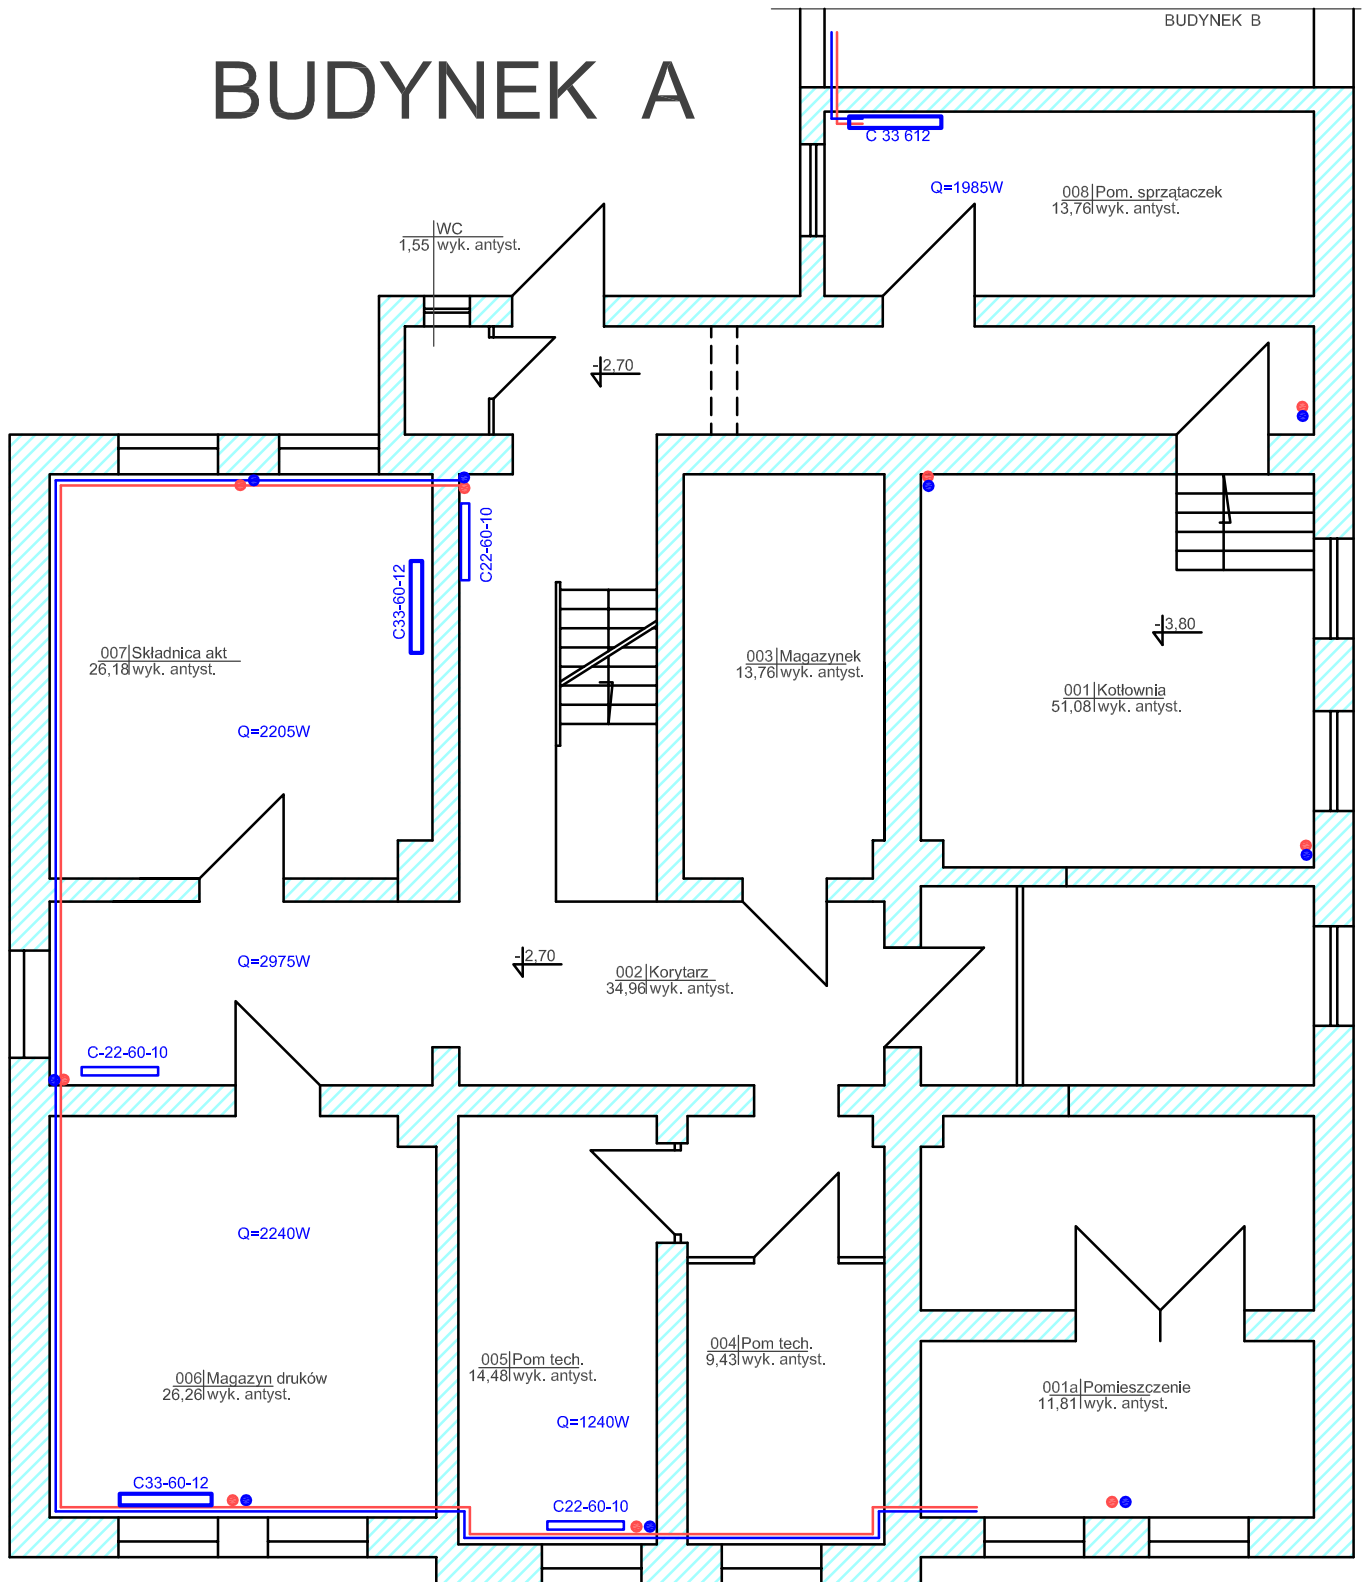 BUDYNEK B
BUDYNEK A
C 33 612
Q=1985W
008 Pom. sprzątaczek
13,76 wyk. antyst.
WC
1,55 wyk. antyst.
-2,70
C22-60-10
C33-60-12
007 Składnica akt
26,18 wyk. antyst.
Q=2205W
003 Magazynek
13,76 wyk. antyst.
-3,80
001 Kotłownia
51,08 wyk. antyst.
Q=2975W
-2,70
002 Korytarz
34,96 wyk. antyst.
C-22-60-10
Q=2240W
006 Magazyn druków
26,26 wyk. antyst.
005 Pom tech.
14,48 wyk. antyst.
004 Pom tech.
9,43 wyk. antyst.
001a Pomieszczenie
11,81 wyk. antyst.
Q=1240W
C33-60-12
C22-60-10